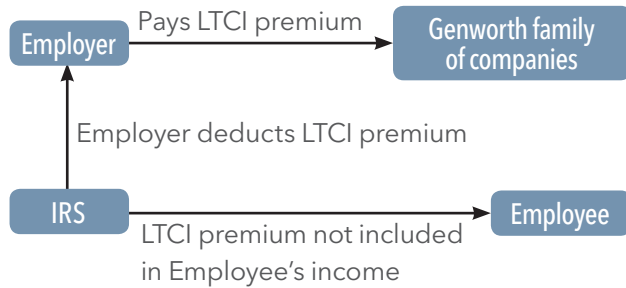 Pays LTCI premium
Employer
Genworth family
of companies
Employer deducts LTCI premium
IRS
Employee
LTCI premium not included
in Employee’s income